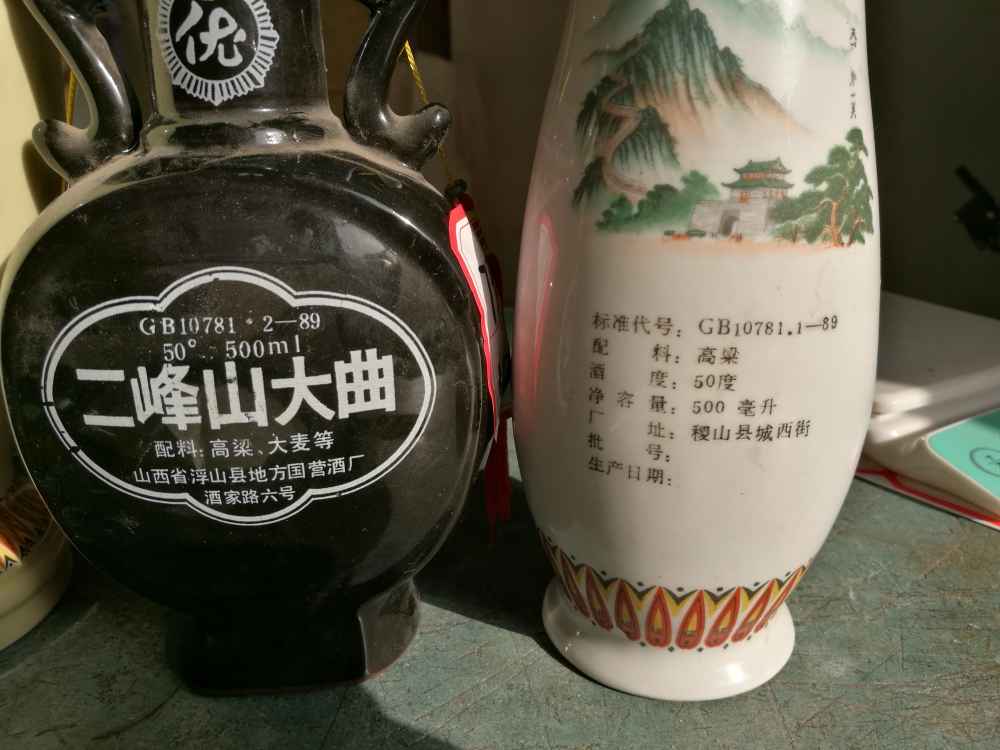 优
GB10781·2—89
50° 500ml
二峰山大曲
配料:高粱、大麦等
山西省浮山县地方国营酒厂
酒家路六号
标准代号:GB10781.1—89
配 料:高粱
酒 度:50度
净 容 量:500 毫升
厂 址:稷山县城西街
批 号:
生产日期: